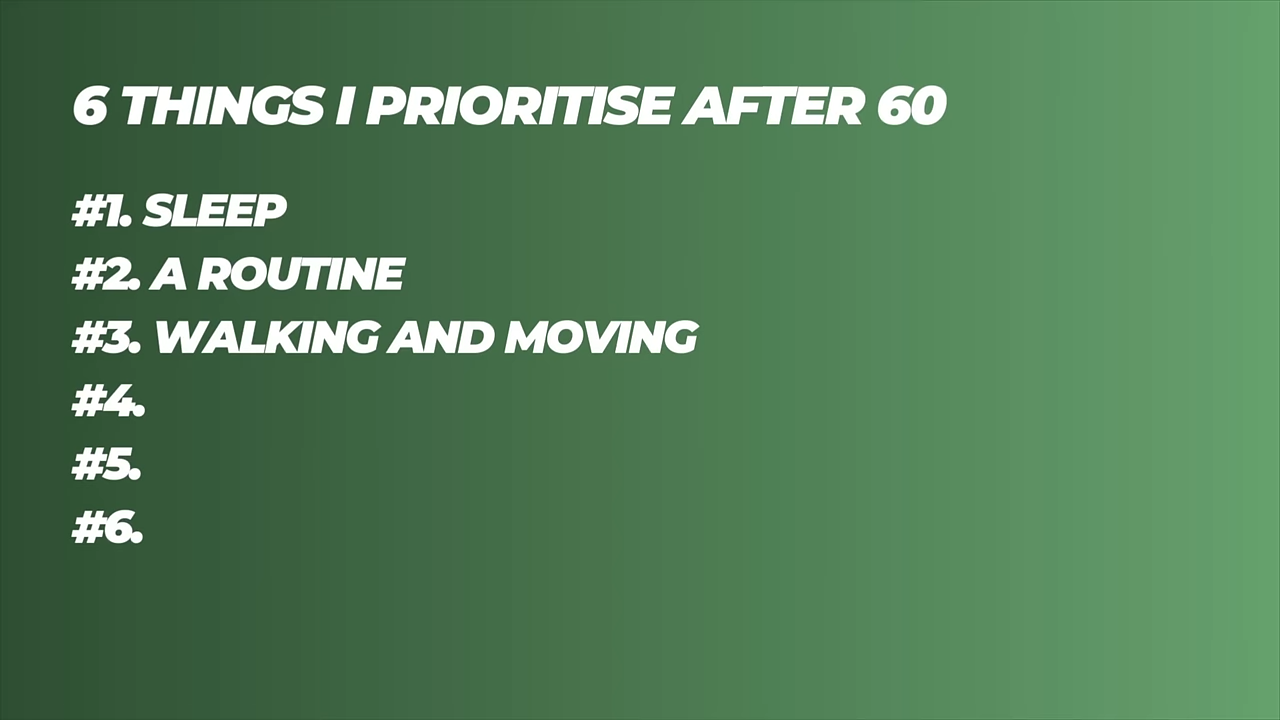 6 THINGS I PRIORITISE AFTER 60
#1. SLEEP
#2. A ROUTINE
#3. WALKING AND MOVING
#4.
#5.
#6.